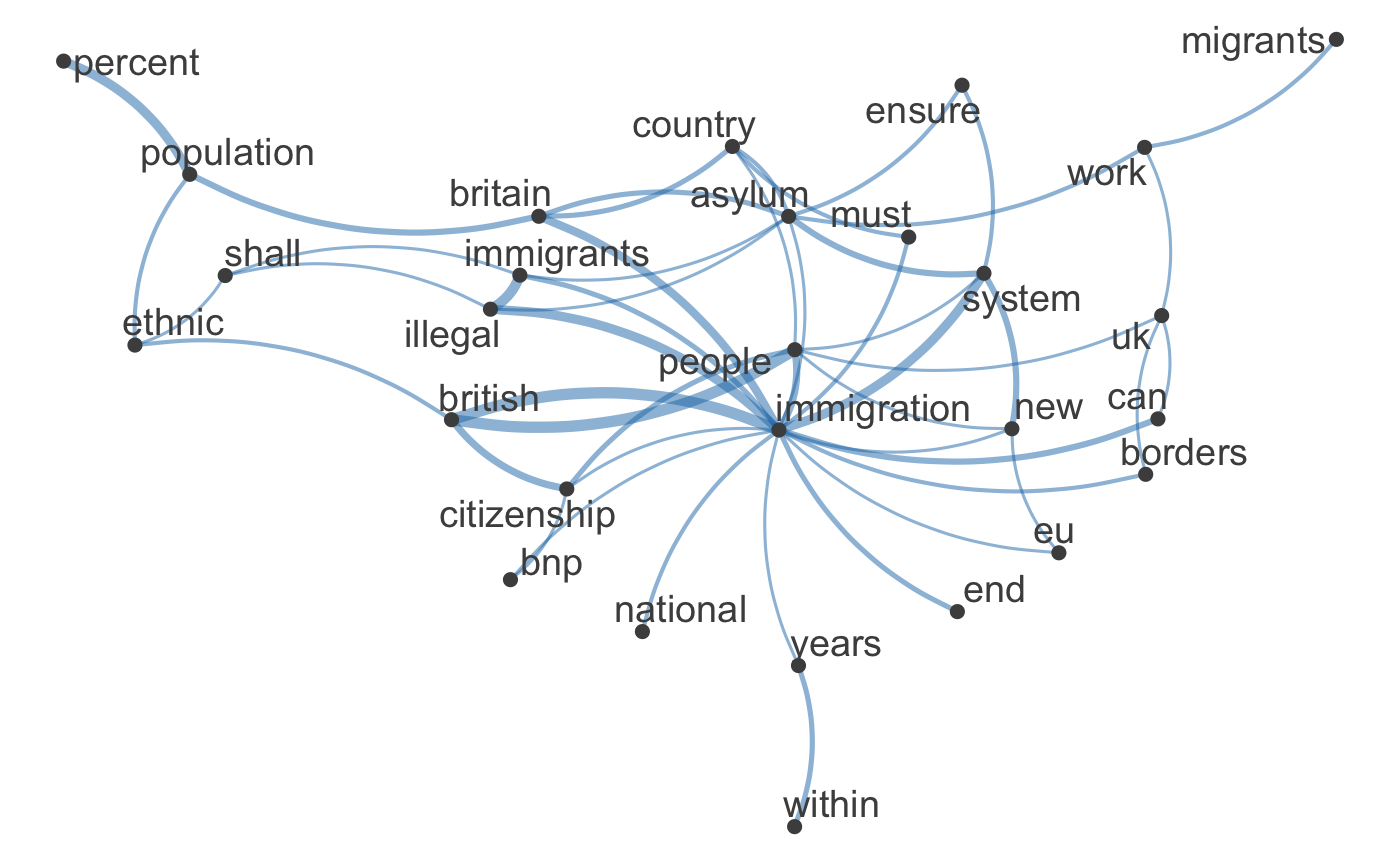 migrants
percent
ensure
country
population
work
britain
asylum
must
shall
immigrants
system
ethnic
illegal
uk
people
british
immigration
new
can
borders
citizenship
eu
bnp
end
national
years
within